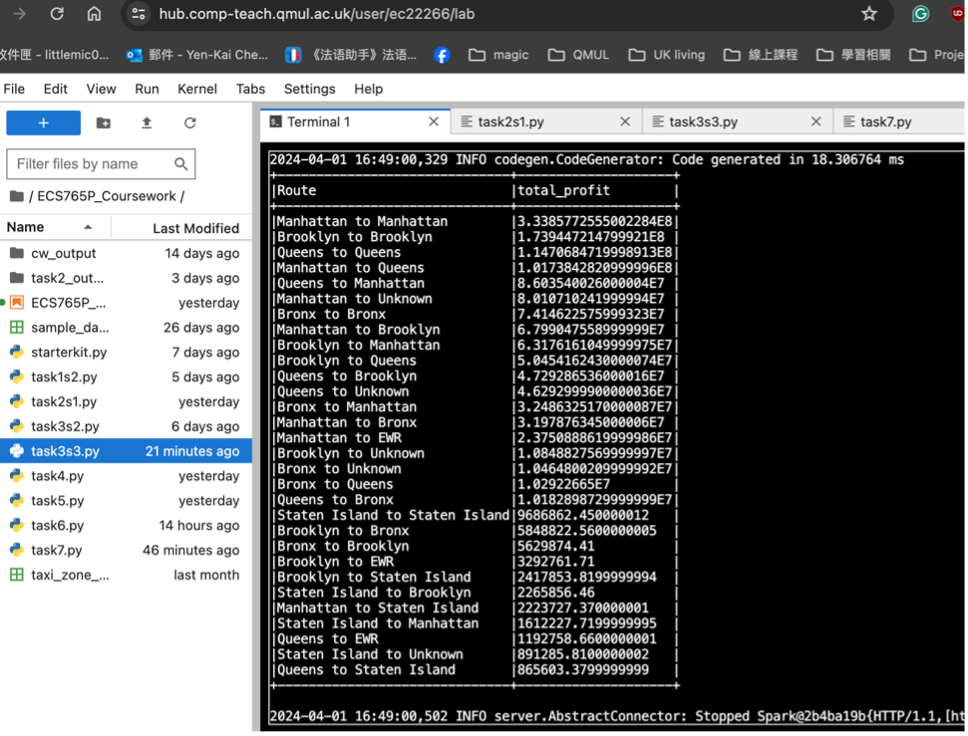 hub.comp-teach.qmul.ac.uk/user/ec22266/lab
件匣 - littlemic0... 郵件 - Yen-Kai Che... 《法语助手》法语... magic QMUL UK living 線上課程 學習相關 Proje
File Edit View Run Kernel Tabs Settings Help
+
Terminal 1 task2s1.py task3s3.py task7.py
Filter files by name
/ ECS765P_Coursework /
Name Last Modified
cw_output 14 days ago
task2_out... 3 days ago
ECS765P_... yesterday
sample_da... 26 days ago
starterkit.py 7 days ago
task1s2.py 5 days ago
task2s1.py yesterday
task3s2.py 6 days ago
task3s3.py 21 minutes ago
task4.py yesterday
task5.py yesterday
task6.py 14 hours ago
task7.py 46 minutes ago
taxi_zone_... last month
2024-04-01 16:49:00,329 INFO codegen.CodeGenerator: Code generated in 18.306764 ms
|Route |total_profit |
|Manhattan to Manhattan |3.3385772555002284E8|
|Brooklyn to Brooklyn |1.739447214799921E8 |
|Queens to Queens |1.1470684719998913E8|
|Manhattan to Queens |1.0173842820999996E8|
|Queens to Manhattan |8.603540026000004E7 |
|Manhattan to Unknown |8.010710241999994E7 |
|Bronx to Bronx |7.414622575999323E7 |
|Manhattan to Brooklyn |6.799047558999999E7 |
|Brooklyn to Manhattan |6.3176161049999975E7|
|Brooklyn to Queens |5.0454162430000074E7|
|Queens to Brooklyn |4.729286536000016E7 |
|Queens to Unknown |4.6292999900000036E7|
|Bronx to Manhattan |3.2486325170000087E7|
|Manhattan to Bronx |3.197876345000006E7 |
|Manhattan to EWR |2.3750888619999986E7|
|Brooklyn to Unknown |1.0848827569999997E7|
|Bronx to Unknown |1.0464800209999992E7|
|Bronx to Queens |1.02922665E7 |
|Queens to Bronx |1.0182898729999999E7|
|Staten Island to Staten Island|9686862.450000012 |
|Brooklyn to Bronx |5848822.5600000005 |
|Bronx to Brooklyn |5629874.41 |
|Brooklyn to EWR |3292761.71 |
|Brooklyn to Staten Island |2417853.8199999994 |
|Staten Island to Brooklyn |2265856.46 |
|Manhattan to Staten Island |2223727.370000001 |
|Staten Island to Manhattan |1612227.7199999995 |
|Queens to EWR |1192758.6600000001 |
|Staten Island to Unknown |891285.8100000002 |
|Queens to Staten Island |865603.3799999999 |
2024-04-01 16:49:00,502 INFO server.AbstractConnector: Stopped Spark@2b4ba19b{HTTP/1.1,[ht